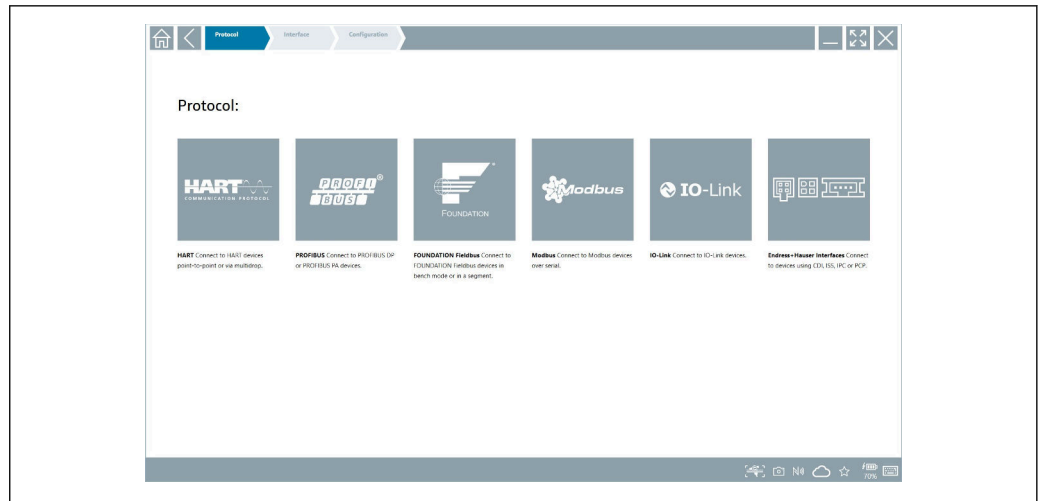 Protocol Interface Configuration
Protocol:
HART
COMMUNICATION PROTOCOL
PROFI®
BUS
FOUNDATION
Modbus
IO-Link
HART Connect to HART devices
point-to-point or via multidrop.
PROFIBUS Connect to PROFIBUS DP
or PROFIBUS PA devices.
FOUNDATION Fieldbus Connect to
FOUNDATION Fieldbus devices in
bench mode or in a segment.
Modbus Connect to Modbus devices
over serial.
IO-Link Connect to IO-Link devices.
Endress+Hauser Interfaces Connect
to devices using CDI, ISS, IPC or PCP.
70%